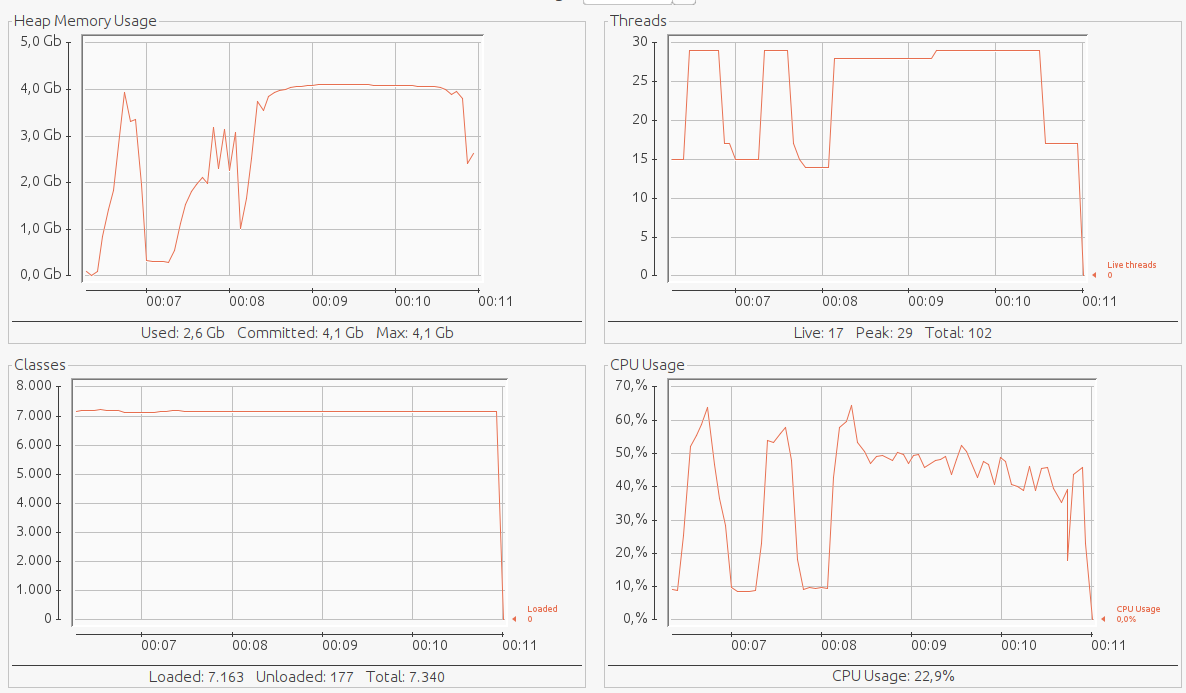 Heap Memory Usage
5,0 Gb
4,0 Gb
3,0 Gb
2,0 Gb
1,0 Gb
0,0 Gb
00:07 00:08 00:09 00:10 00:11
Used: 2,6 Gb Committed: 4,1 Gb Max: 4,1 Gb
Threads
30
25
20
15
10
5
0
Live threads
0
00:07 00:08 00:09 00:10 00:11
Live: 17 Peak: 29 Total: 102
Classes
8.000
7.000
6.000
5.000
4.000
3.000
2.000
1.000
0
Loaded
0
00:07 00:08 00:09 00:10 00:11
Loaded: 7.163 Unloaded: 177 Total: 7.340
CPU Usage
70,%
60,%
50,%
40,%
30,%
20,%
10,%
0,%
CPU Usage
0,0%
00:07 00:08 00:09 00:10 00:11
CPU Usage: 22,9%